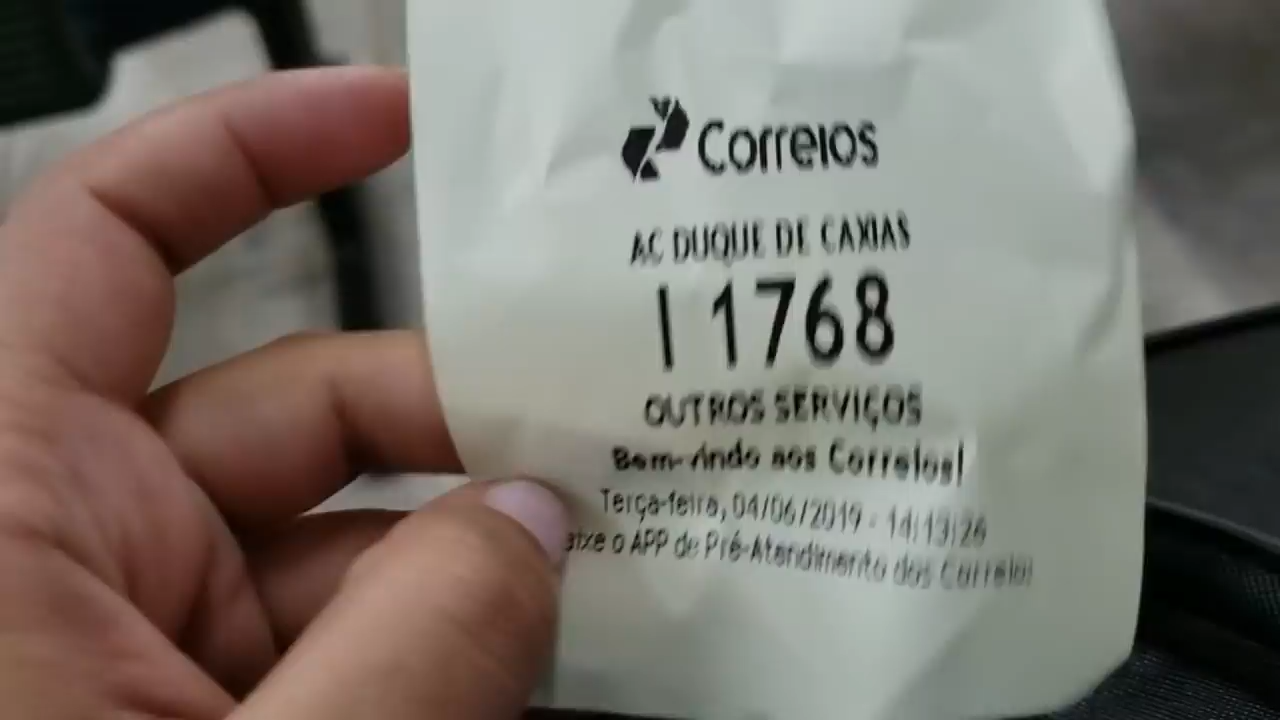 Correios
AC DUQUE DE CAXIAS
I 1768
OUTROS SERVIÇOS
Bem-vindo aos Correios!
Terça-feira, 04/06/2019 - 14:13:26
aixe o APP de Pré-Atendimento dos Correios